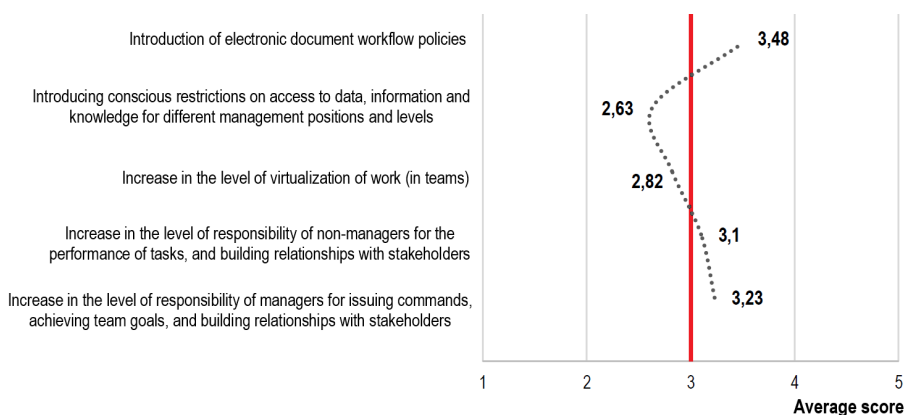 Introduction of electronic document workflow policies
3,48
Introducing conscious restrictions on access to data, information and
knowledge for different management positions and levels
2,63
Increase in the level of virtualization of work (in teams)
2,82
Increase in the level of responsibility of non-managers for the
performance of tasks, and building relationships with stakeholders
3,1
Increase in the level of responsibility of managers for issuing commands,
achieving team goals, and building relationships with stakeholders
3,23
1 2 3 4 5
Average score